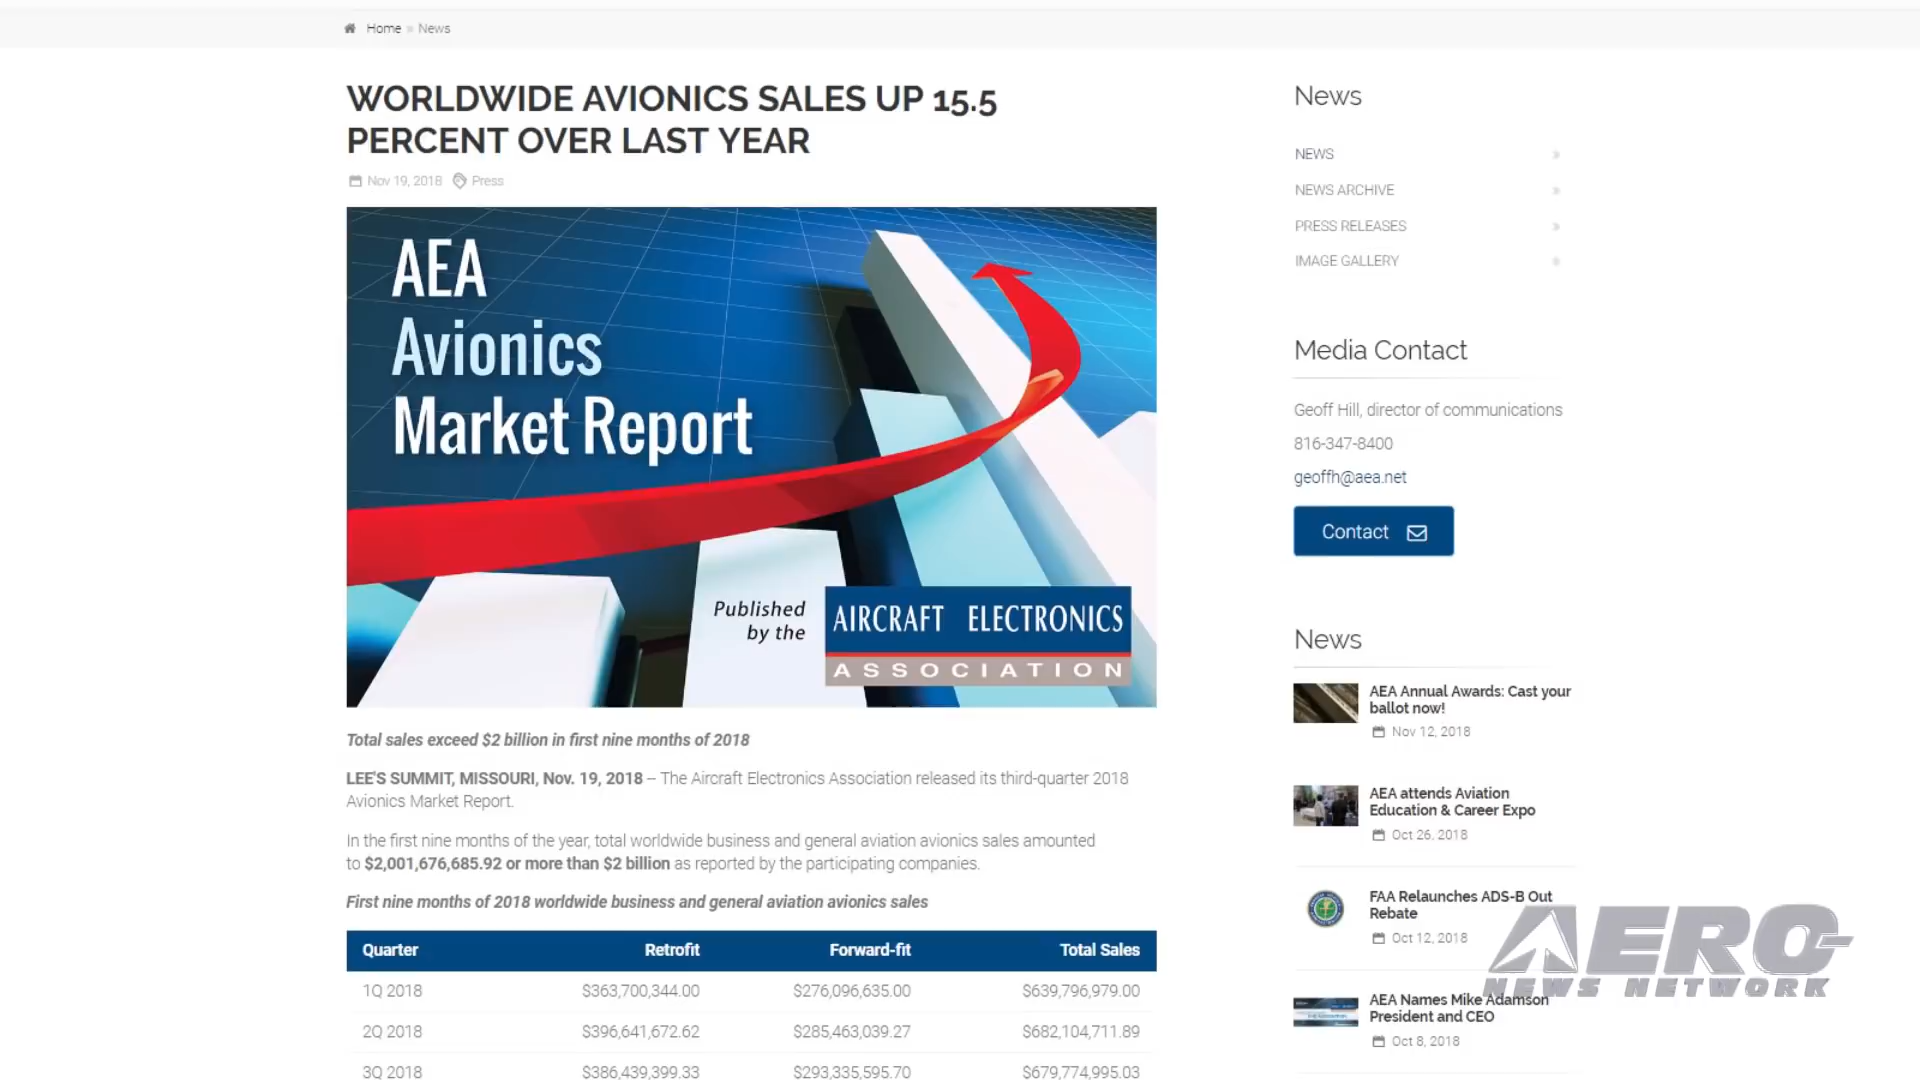 Home » News
WORLDWIDE AVIONICS SALES UP 15.5
PERCENT OVER LAST YEAR
Nov 19, 2018 Press
AEA
Avionics
Market Report
Published
by the
AIRCRAFT ELECTRONICS
ASSOCIATION
Total sales exceed $2 billion in first nine months of 2018
LEE'S SUMMIT, MISSOURI, Nov. 19, 2018 – The Aircraft Electronics Association released its third-quarter 2018
Avionics Market Report.
In the first nine months of the year, total worldwide business and general aviation avionics sales amounted
to $2,001,676,685.92 or more than $2 billion as reported by the participating companies.
First nine months of 2018 worldwide business and general aviation avionics sales
Quarter Retrofit Forward-fit Total Sales
1Q 2018 $363,700,344.00 $276,096,635.00 $639,796,979.00
2Q 2018 $396,641,672.62 $285,463,039.27 $682,104,711.89
3Q 2018 $386,439,399.33 $293,335,595.70 $679,774,995.03
News
NEWS »
NEWS ARCHIVE »
PRESS RELEASES »
IMAGE GALLERY
Media Contact
Geoff Hill, director of communications
816-347-8400
geoffh@aea.net
Contact
News
AEA Annual Awards: Cast your
ballot now!
Nov 12, 2018
AEA attends Aviation
Education & Career Expo
Oct 26, 2018
FAA Relaunches ADS-B Out
Rebate
Oct 12, 2018
AEA Names Mike Adamson
President and CEO
Oct 8, 2018
AERO-
NEWS NETWORK